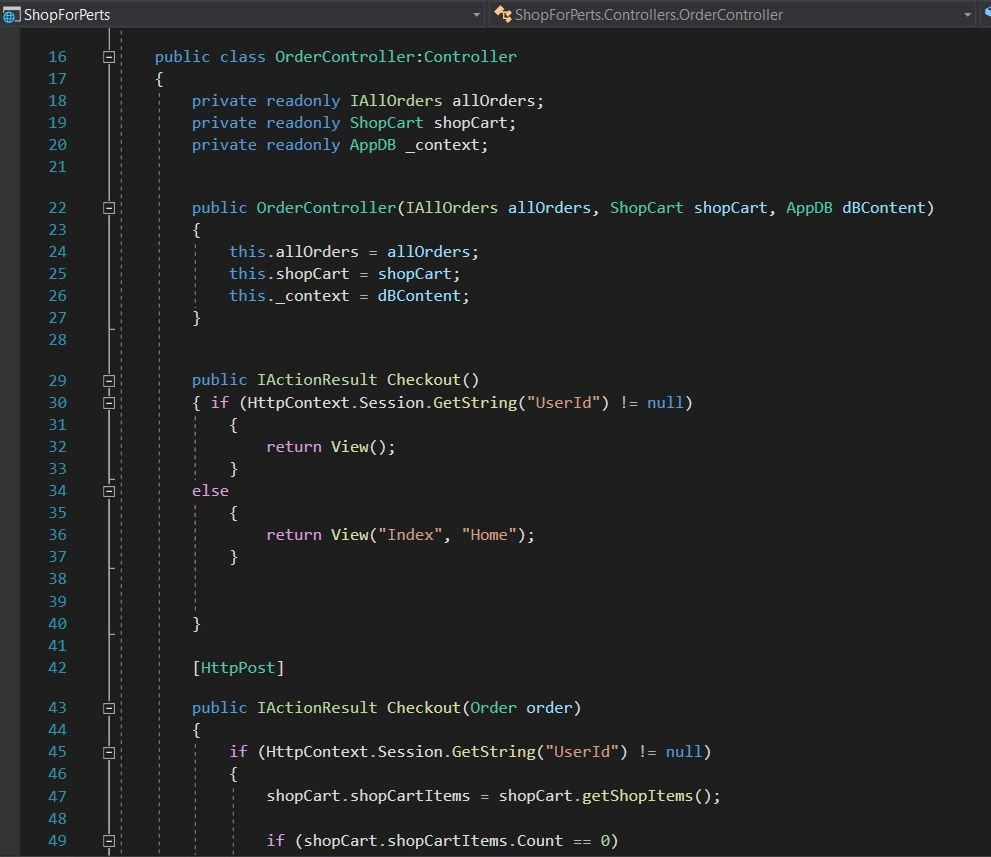 ShopForPerts ShopForPerts.Controllers.OrderController
16 public class OrderController:Controller
17 {
18 private readonly IAllOrders allOrders;
19 private readonly ShopCart shopCart;
20 private readonly AppDB _context;
21
22 public OrderController(IAllOrders allOrders, ShopCart shopCart, AppDB dBContent)
23 {
24 this.allOrders = allOrders;
25 this.shopCart = shopCart;
26 this._context = dBContent;
27 }
28
29 public IActionResult Checkout()
30 { if (HttpContext.Session.GetString("UserId") != null)
31 {
32 return View();
33 }
34 else
35 {
36 return View("Index", "Home");
37 }
38
39
40 }
41
42 [HttpPost]
43 public IActionResult Checkout(Order order)
44 {
45 if (HttpContext.Session.GetString("UserId") != null)
46 {
47 shopCart.shopCartItems = shopCart.getShopItems();
48
49 if (shopCart.shopCartItems.Count == 0)